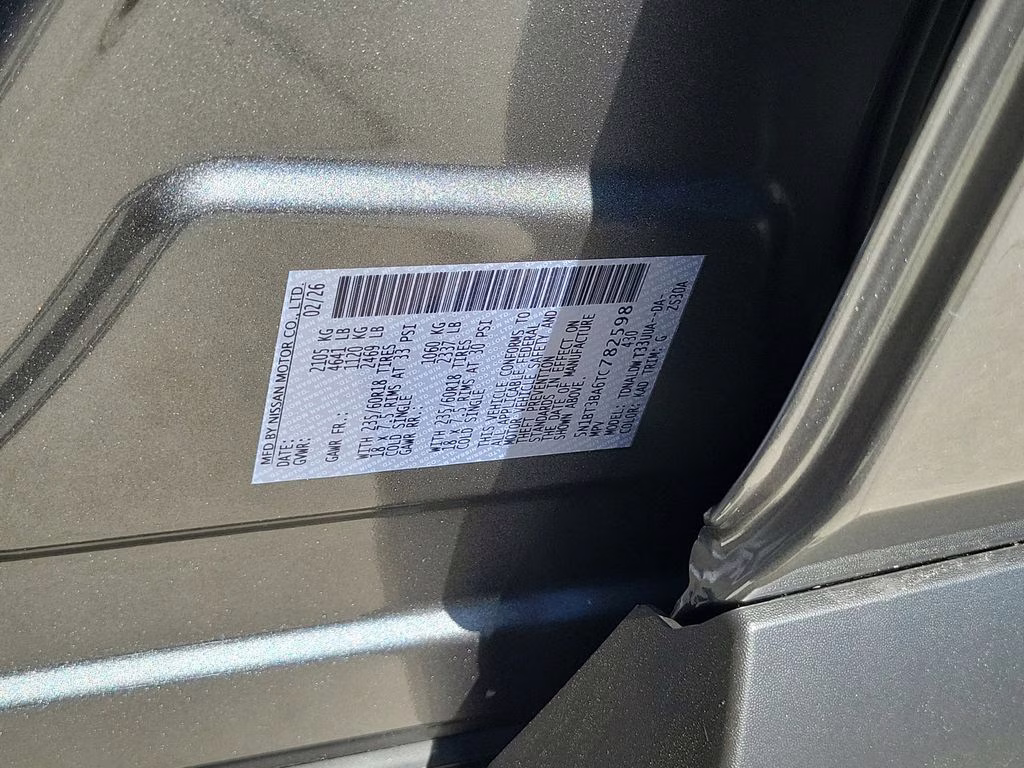 MFD.BY NISSAN MOTOR CO.,LTD.
DATE: 02/26
GVWR: 2105 KG
4641 LB
GAWR FR.: 1120 KG
2469 LB
WITH 235/60R18 TIRES
18 X 7.5 RIMS AT 33 PSI
COLD SINGLE
GAWR RR.: 1060 KG
2337 LB
WITH 235/60R18 TIRES
18 X 7.5 RIMS AT 30 PSI
COLD SINGLE
THIS VEHICLE CONFORMS TO
ALL APPLICABLE FEDERAL
MOTOR VEHICLE SAFETY AND
THEFT PREVENTION
STANDARDS IN EFFECT ON
THE DATE OF MANUFACTURE
SHOWN ABOVE.
5N1BT3BA6TC782598
MPV 4310
MODEL: TDNALDWT33UUA--DA-
COLOR: KAD TRIM: G ZS30A